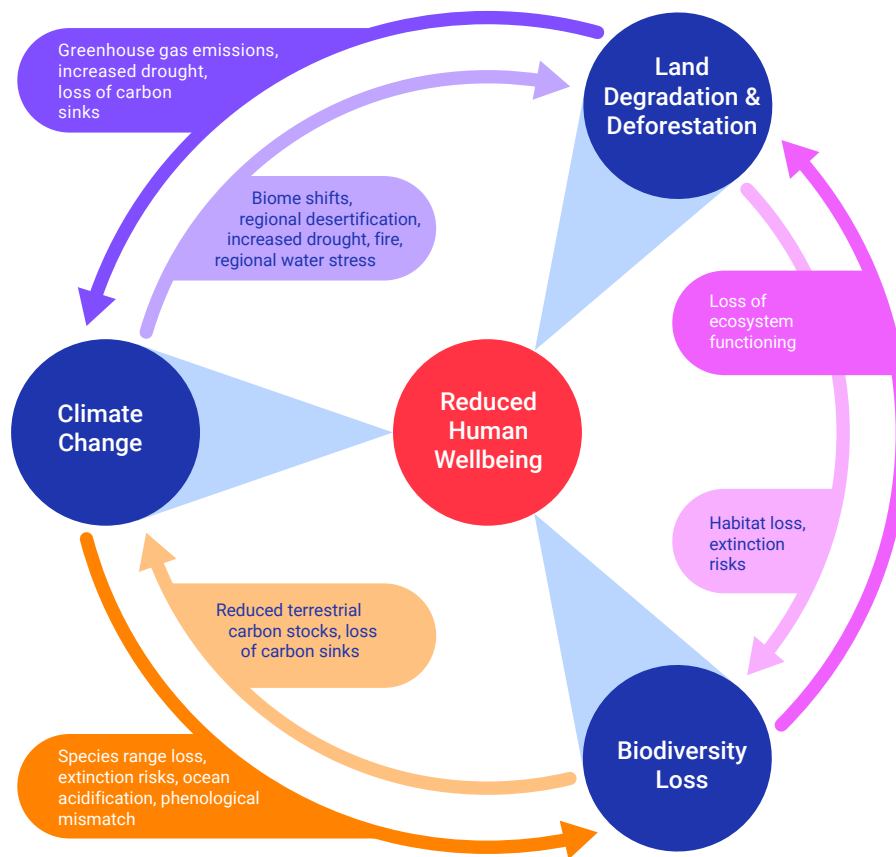 Greenhouse gas emissions,
increased drought,
loss of carbon
sinks
Land
Degradation &
Deforestation
Biome shifts,
regional desertification,
increased drought, fire,
regional water stress
Loss of
ecosystem
functioning
Climate
Change
Reduced
Human
Wellbeing
Habitat loss,
extinction
risks
Reduced terrestrial
carbon stocks, loss
of carbon sinks
Species range loss,
extinction risks, ocean
acidification, phenological
mismatch
Biodiversity
Loss